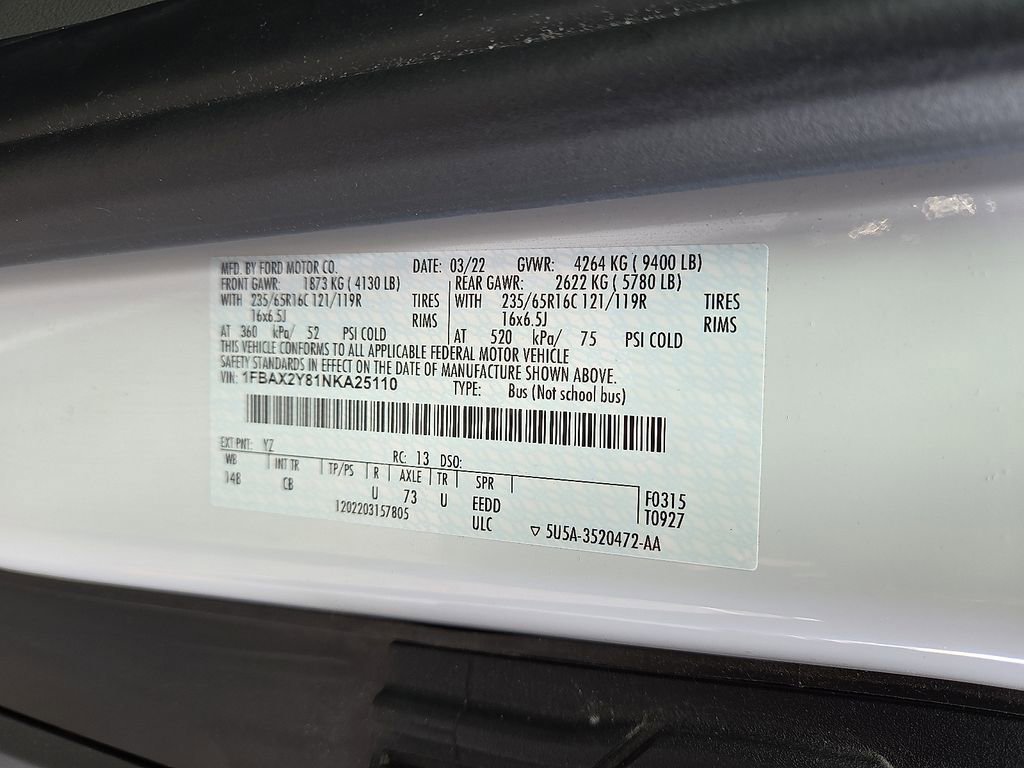 MFD. BY FORD MOTOR CO. DATE: 03/22 GVWR: 4264 KG ( 9400 LB)
FRONT GAWR: 1873 KG ( 4130 LB) REAR GAWR: 2622 KG ( 5780 LB)
WITH 235/65R16C 121/119R TIRES WITH 235/65R16C 121/119R TIRES
16x6.5J RIMS 16x6.5J RIMS
AT 360 kPa/ 52 PSI COLD AT 520 kPa/ 75 PSI COLD
THIS VEHICLE CONFORMS TO ALL APPLICABLE FEDERAL MOTOR VEHICLE
SAFETY STANDARDS IN EFFECT ON THE DATE OF MANUFACTURE SHOWN ABOVE.
VIN: 1FBAX2Y81NKA25110 TYPE: Bus (Not school bus)
EXT PNT: YZ RC: 13 DSO:
WB INT TR TP/PS R AXLE TR SPR
148 CB U 73 U EEDD F0315
1202203157805 ULC T0927
5U5A-3520472-AA